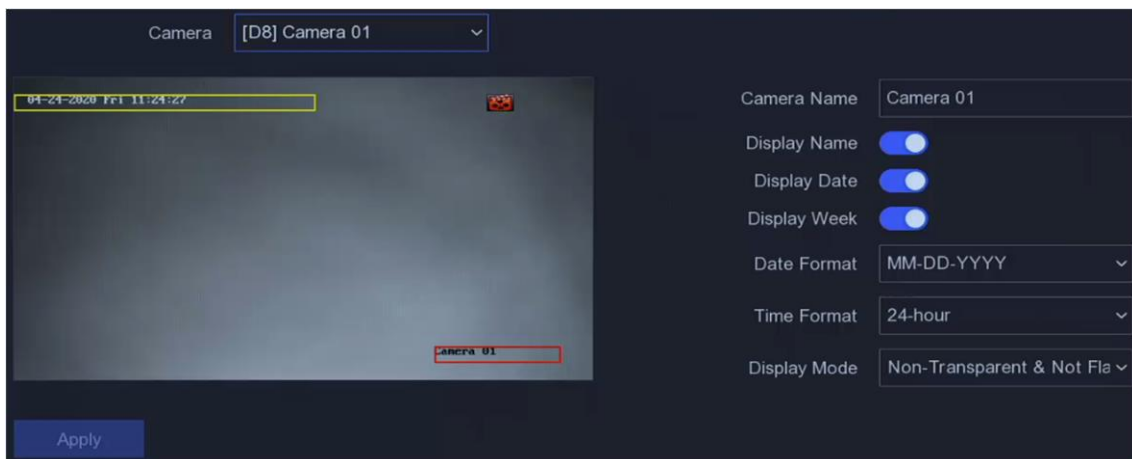 Camera [D8] Camera 01
04-24-2020 Fri 11:24:27
Camera 01
Camera Name Camera 01
Display Name
Display Date
Display Week
Date Format MM-DD-YYYY
Time Format 24-hour
Display Mode Non-Transparent & Not Fla
Apply